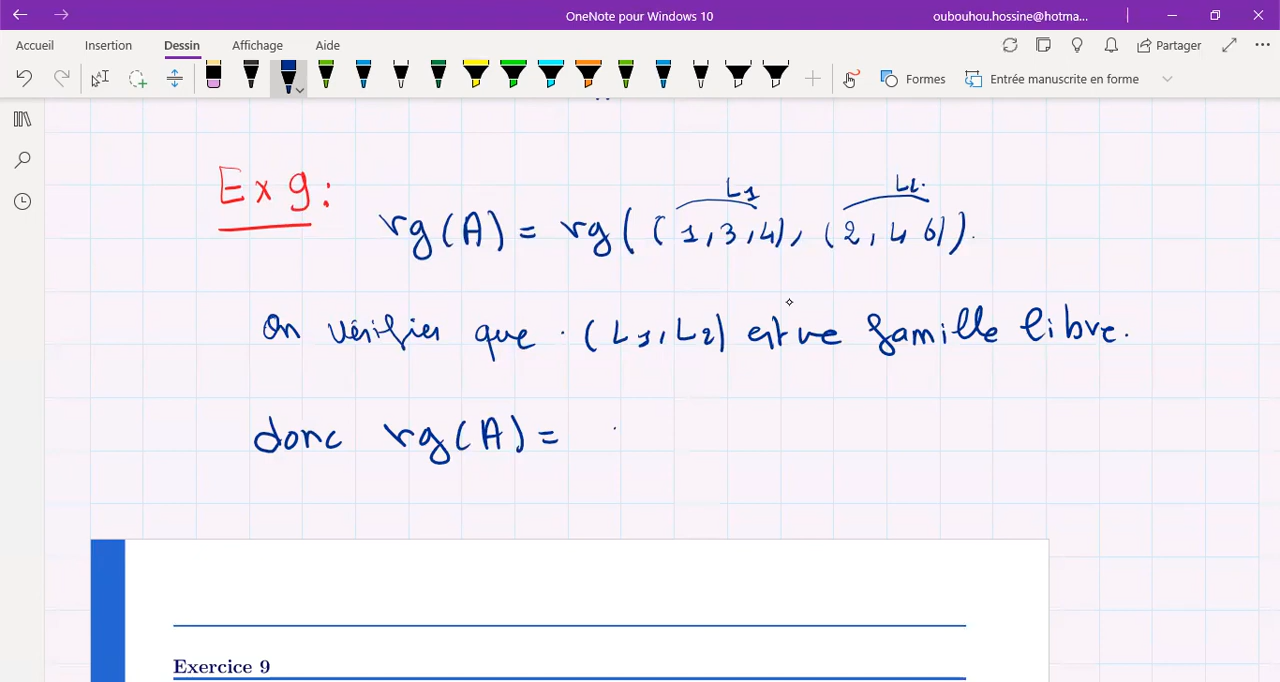 OneNote pour Windows 10
oubouhou.hossine@hotma...
Accueil Insertion Dessin Affichage Aide
Partager
Formes
Entrée manuscrite en forme
Ex 9:
L1 L2.
rg(A) = rg((1,3,4), (2,4 6)).
On vérifier que (L1, L2) est une famille libre.
donc rg(A) =
Exercice 9